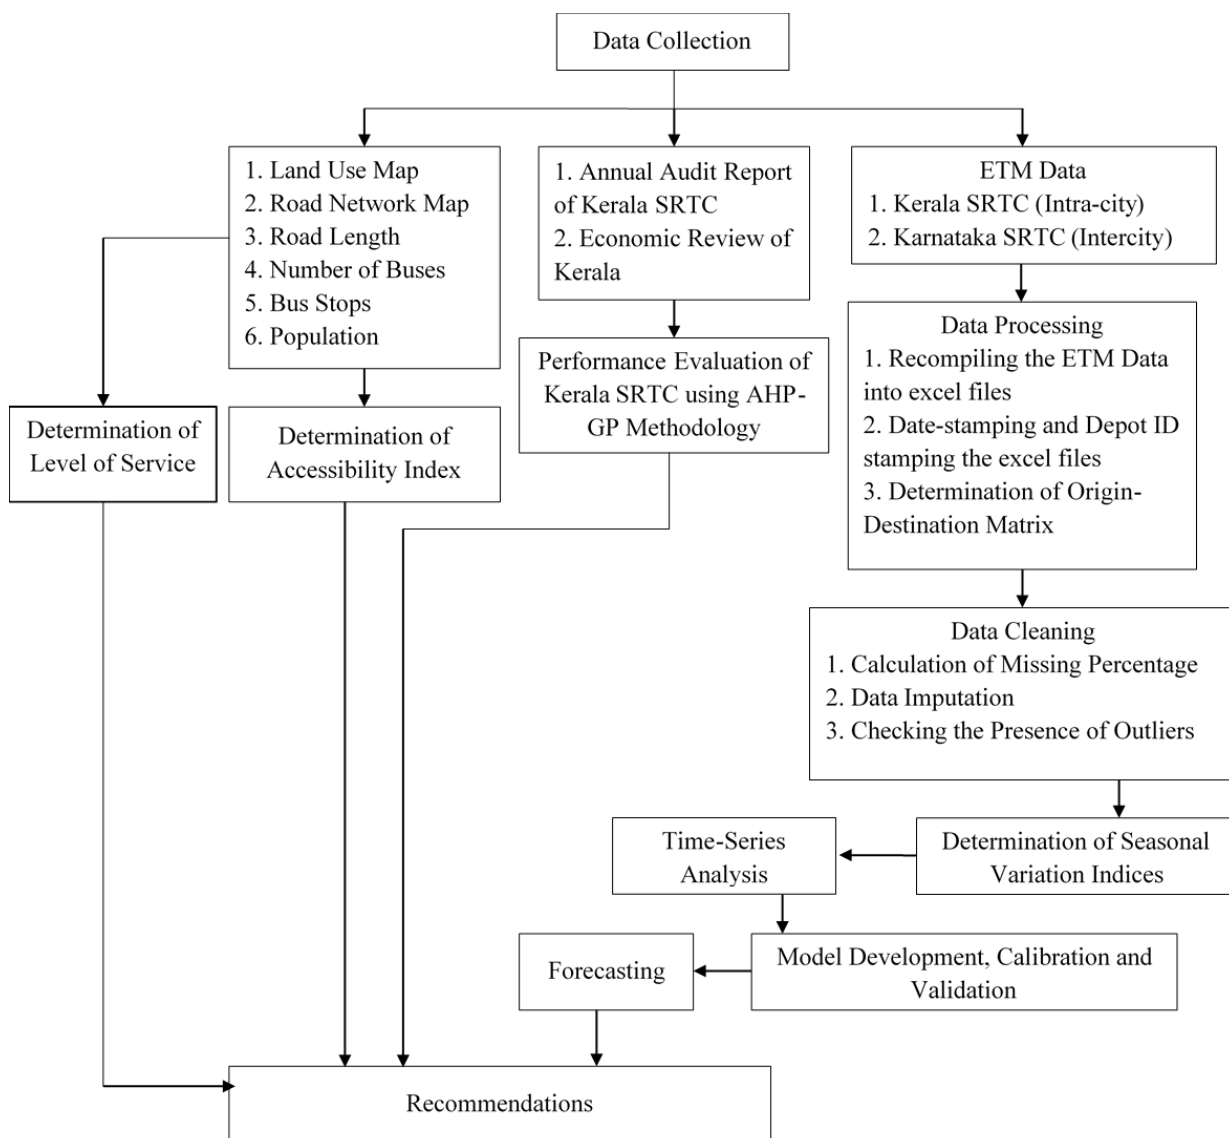 Data Collection
1. Land Use Map
2. Road Network Map
3. Road Length
4. Number of Buses
5. Bus Stops
6. Population
1. Annual Audit Report
of Kerala SRTC
2. Economic Review of
Kerala
ETM Data
1. Kerala SRTC (Intra-city)
2. Karnataka SRTC (Intercity)
Data Processing
1. Recompiling the ETM Data
into excel files
2. Date-stamping and Depot ID
stamping the excel files
3. Determination of Origin-
Destination Matrix
Performance Evaluation of
Kerala SRTC using AHP-
GP Methodology
Determination of
Level of Service
Determination of
Accessibility Index
Data Cleaning
1. Calculation of Missing Percentage
2. Data Imputation
3. Checking the Presence of Outliers
Time-Series
Analysis
Determination of Seasonal
Variation Indices
Forecasting
Model Development, Calibration and
Validation
Recommendations